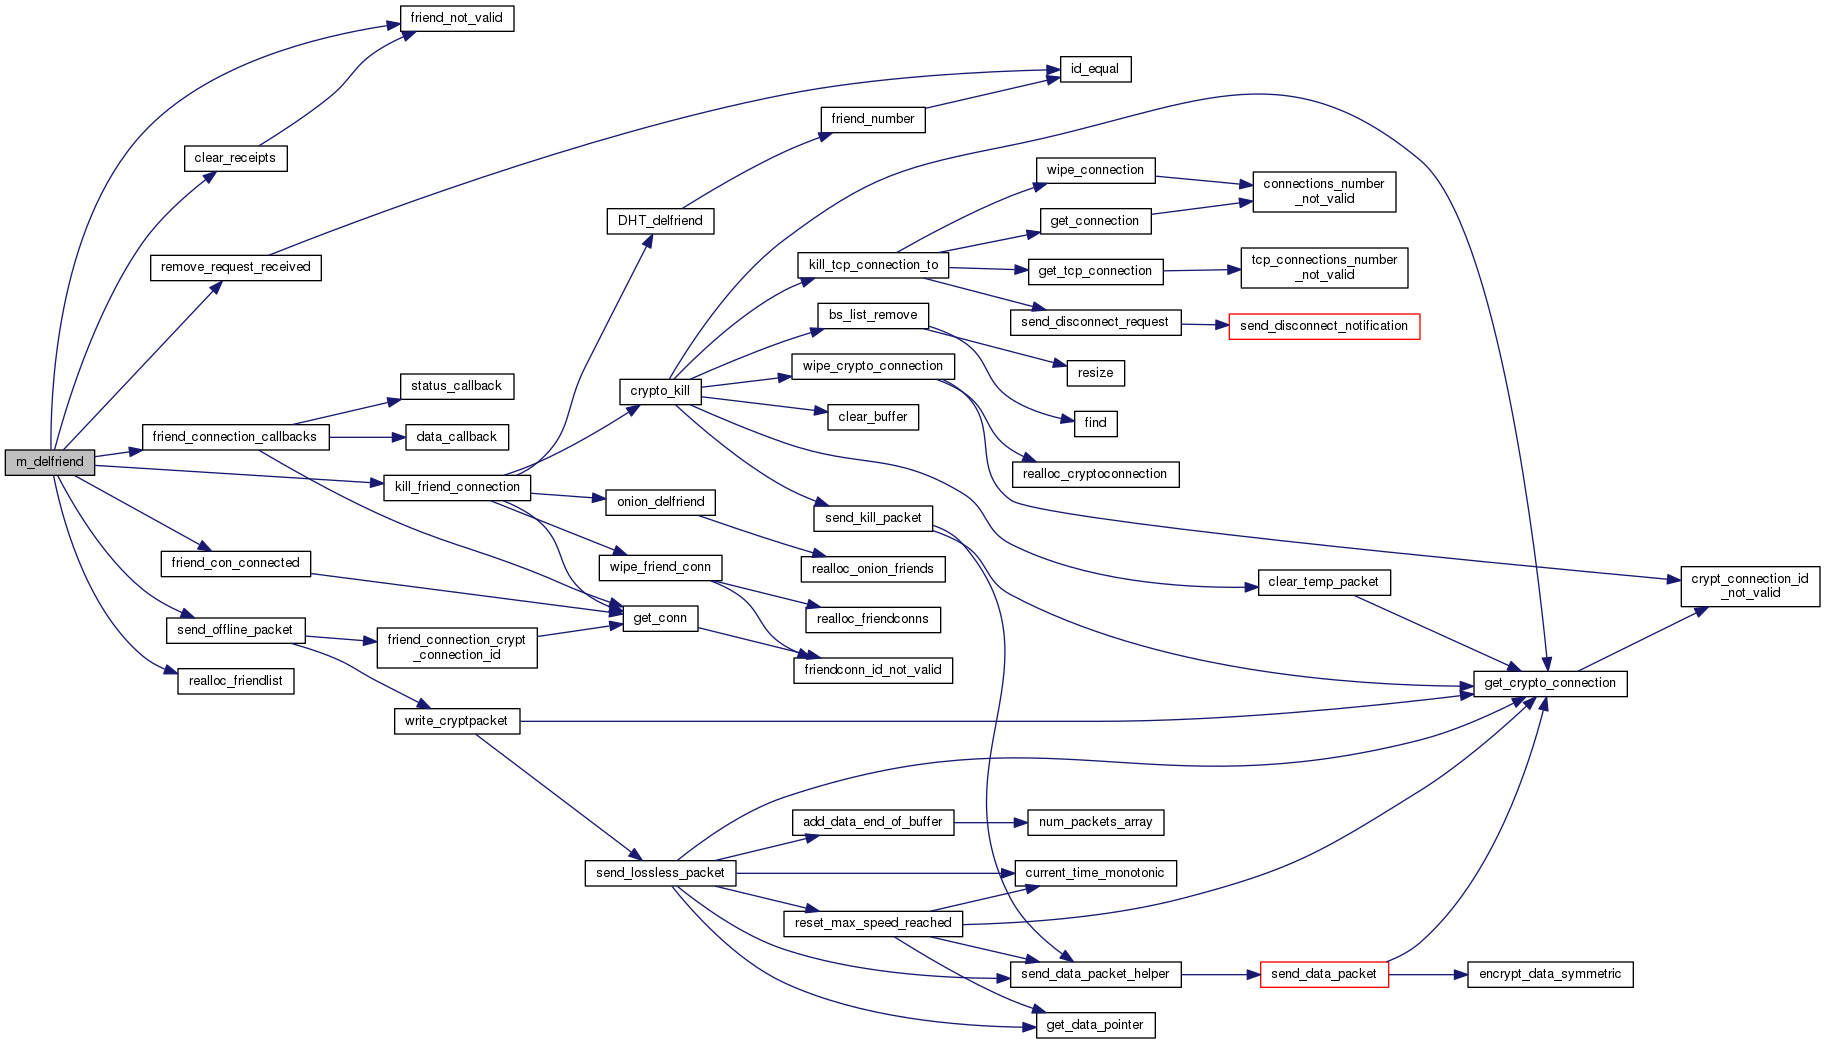 friend_not_valid
id_equal
friend_number
clear_receipts
wipe_connection
connections_number
_not_valid
DHT_delfriend
get_connection
remove_request_received
kill_tcp_connection_to
get_tcp_connection
tcp_connections_number
_not_valid
bs_list_remove
send_disconnect_request
send_disconnect_notification
wipe_crypto_connection
resize
status_callback
crypto_kill
clear_buffer
find
friend_connection_callbacks
data_callback
m_delfriend
realloc_cryptoconnection
kill_friend_connection
onion_delfriend
send_kill_packet
friend_con_connected
wipe_friend_conn
realloc_onion_friends
clear_temp_packet
crypt_connection_id
_not_valid
send_offline_packet
get_conn
realloc_friendconns
friend_connection_crypt
_connection_id
friendconn_id_not_valid
realloc_friendlist
get_crypto_connection
write_cryptpacket
add_data_end_of_buffer
num_packets_array
send_lossless_packet
current_time_monotonic
reset_max_speed_reached
send_data_packet_helper
send_data_packet
encrypt_data_symmetric
get_data_pointer